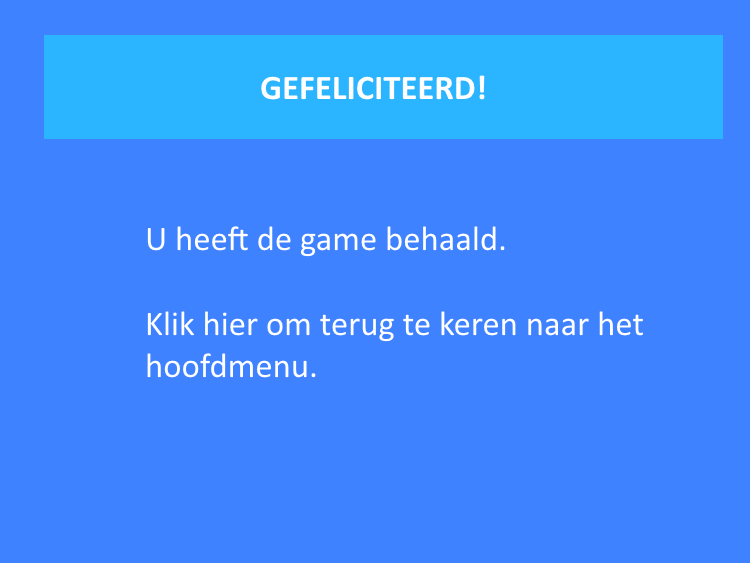 GEFELICITEERD!
U heeft de game behaald.
Klik hier om terug te keren naar het
hoofdmenu.